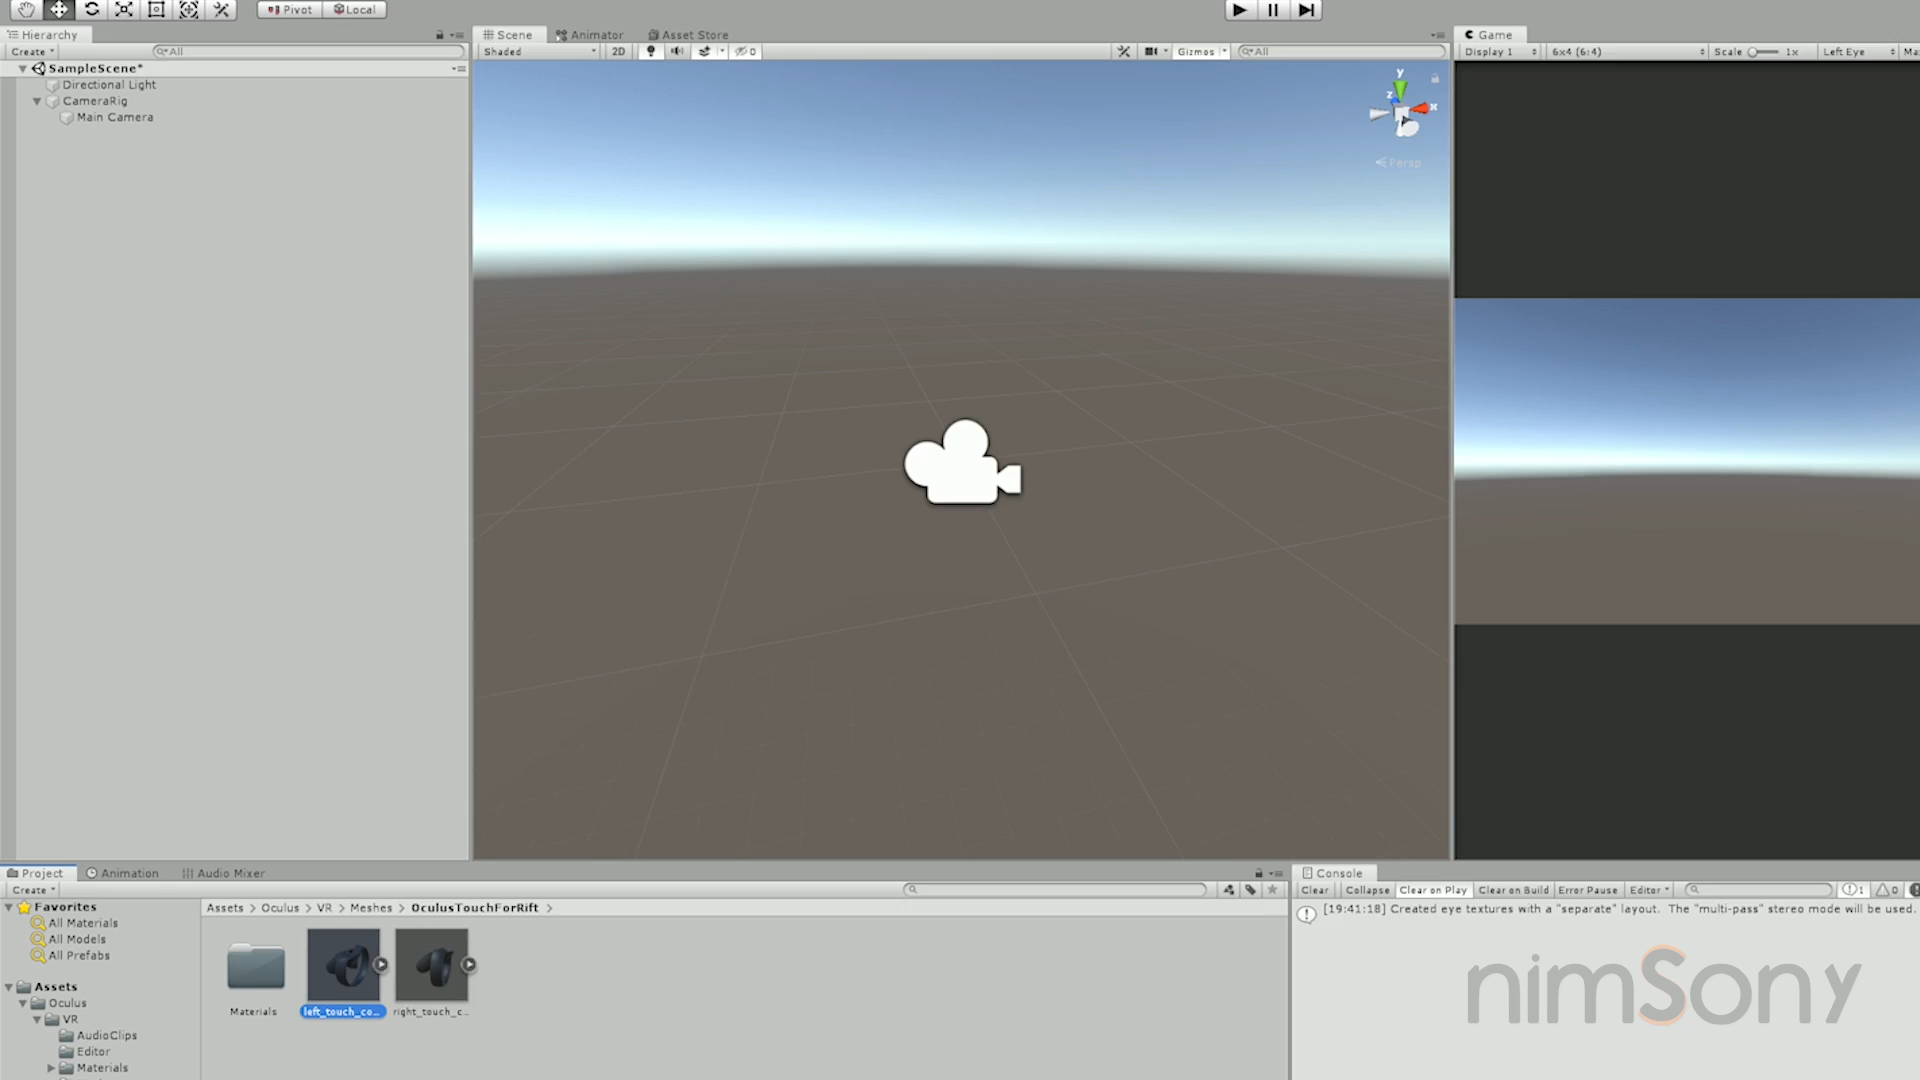 Pivot Local
Hierarchy
Create All
SampleScene*
Directional Light
CameraRig
Main Camera
Scene Animator Asset Store
Shaded 2D 0 Gizmos All
y
z x
Persp
Game
Display 1 6x4 (6:4) Scale 1x Left Eye
Project Animation Audio Mixer
Create
Favorites
All Materials
All Models
All Prefabs
Assets
Oculus
VR
AudioClips
Editor
Materials
Assets > Oculus > VR > Meshes > OculusTouchForRift >
Materials left_touch_co... right_touch_c...
Console
Clear Collapse Clear on Play Clear on Build Error Pause Editor 1 0
[19:41:18] Created eye textures with a "separate" layout. The "multi-pass" stereo mode will be used.
nimSony